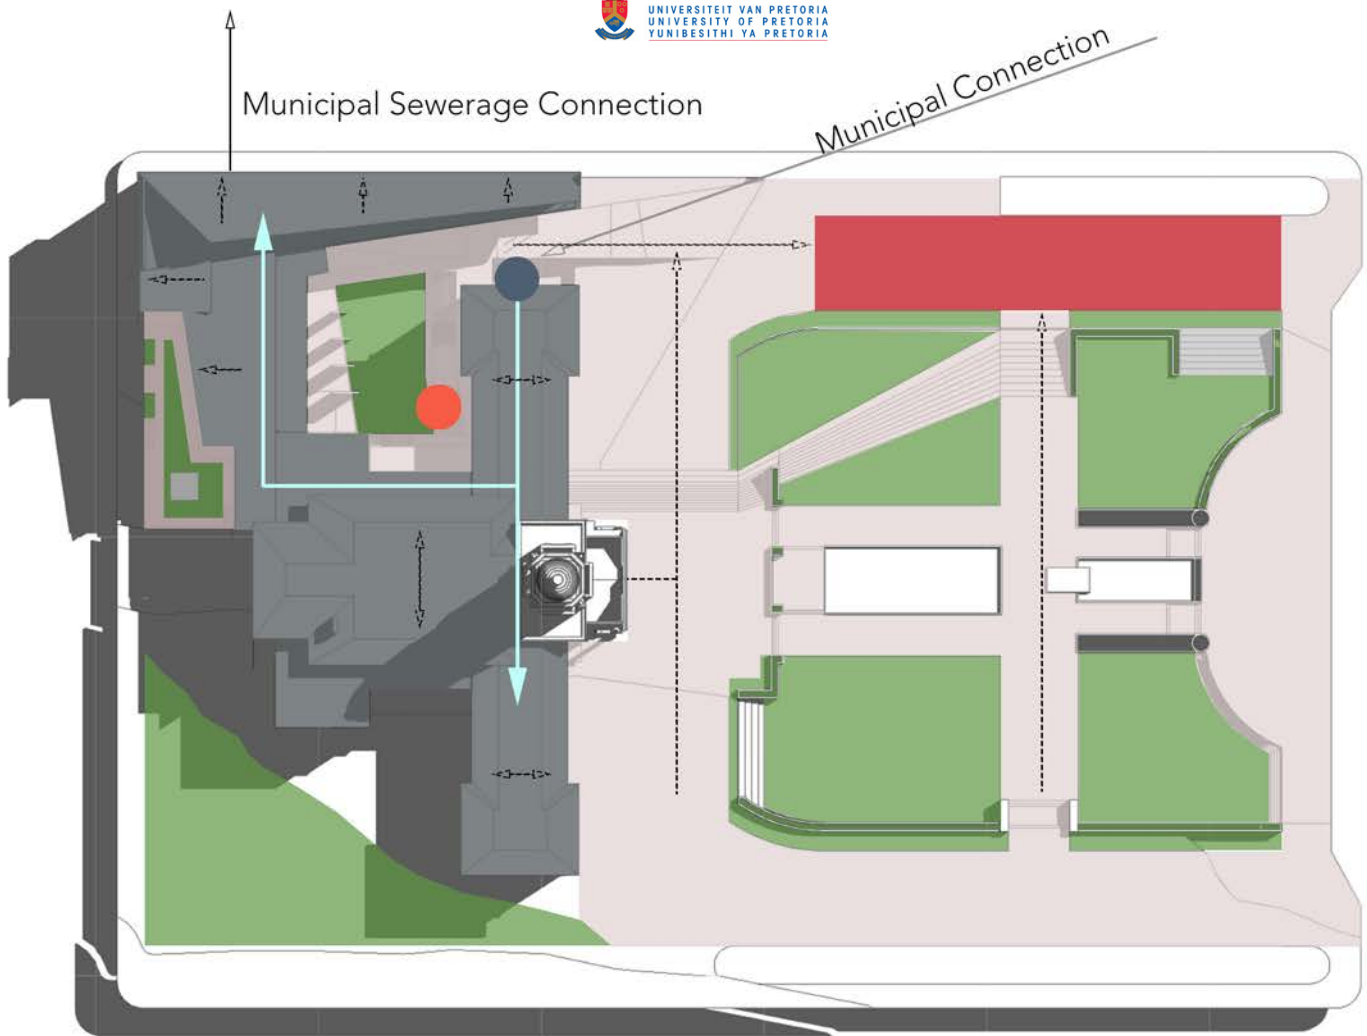 UNIVERSITEIT VAN PRETORIA
UNIVERSITY OF PRETORIA
YUNIBESITHI YA PRETORIA
Municipal Sewerage Connection
Municipal Connection